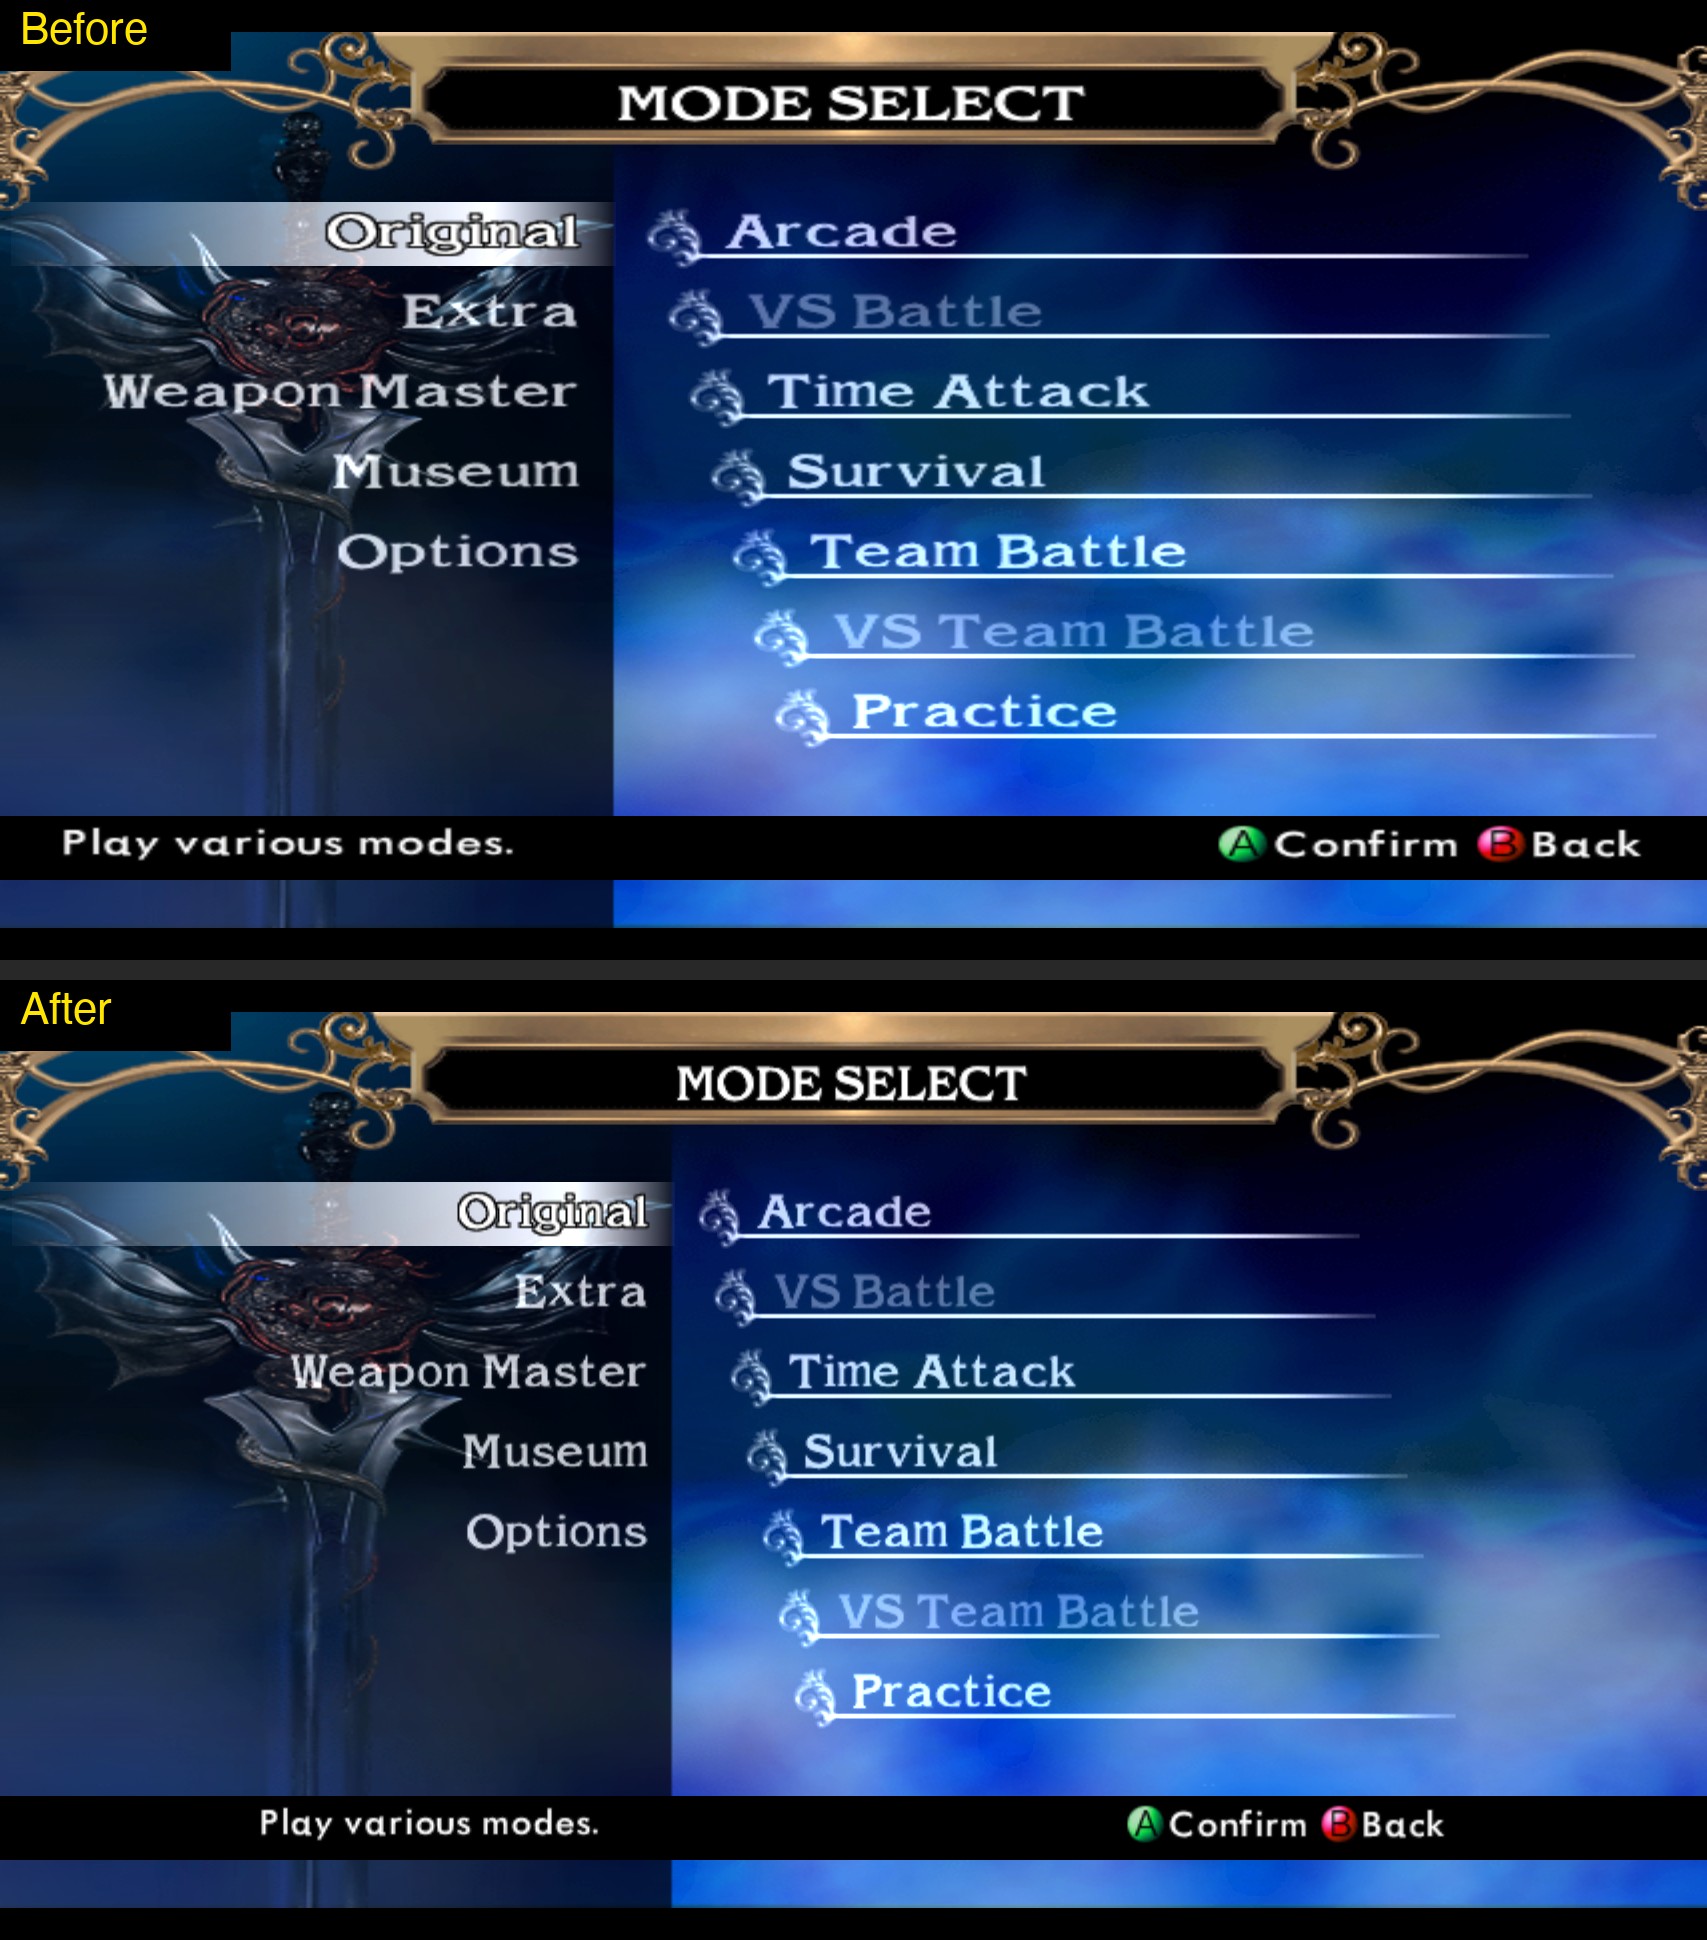 Before
MODE SELECT
Original
Extra
Weapon Master
Museum
Options
Arcade
VS Battle
Time Attack
Survival
Team Battle
VS Team Battle
Practice
Play various modes.
A Confirm B Back
After
MODE SELECT
Original
Extra
Weapon Master
Museum
Options
Arcade
VS Battle
Time Attack
Survival
Team Battle
VS Team Battle
Practice
Play various modes.
A Confirm B Back